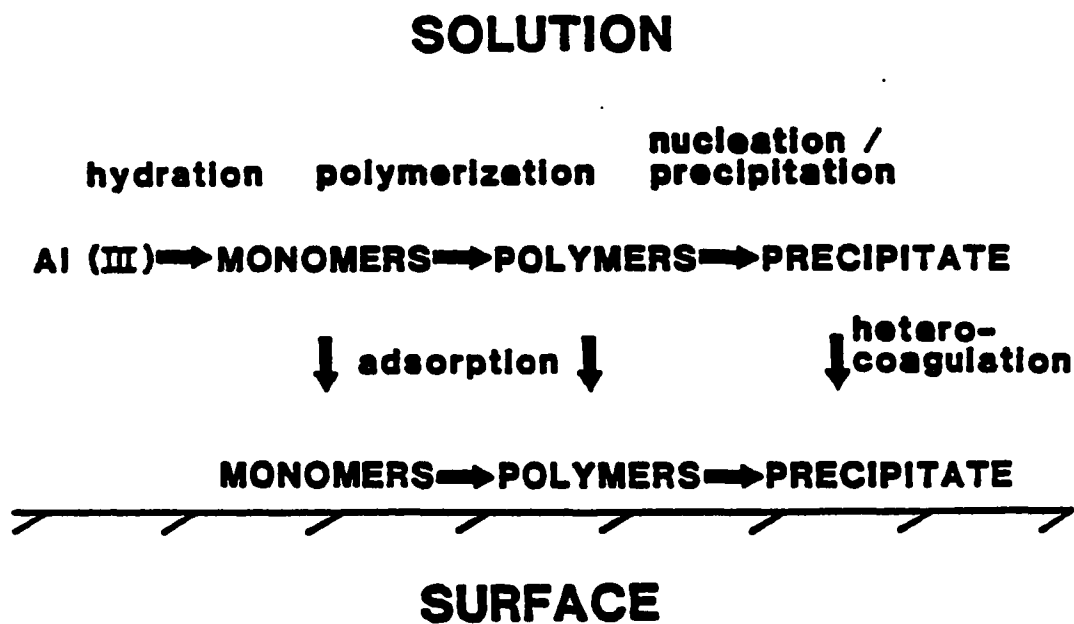 SOLUTION
hydration polymerization nucleation / precipitation
Al (III) MONOMERS POLYMERS PRECIPITATE
adsorption
hetero-
coagulation
MONOMERS POLYMERS PRECIPITATE
SURFACE